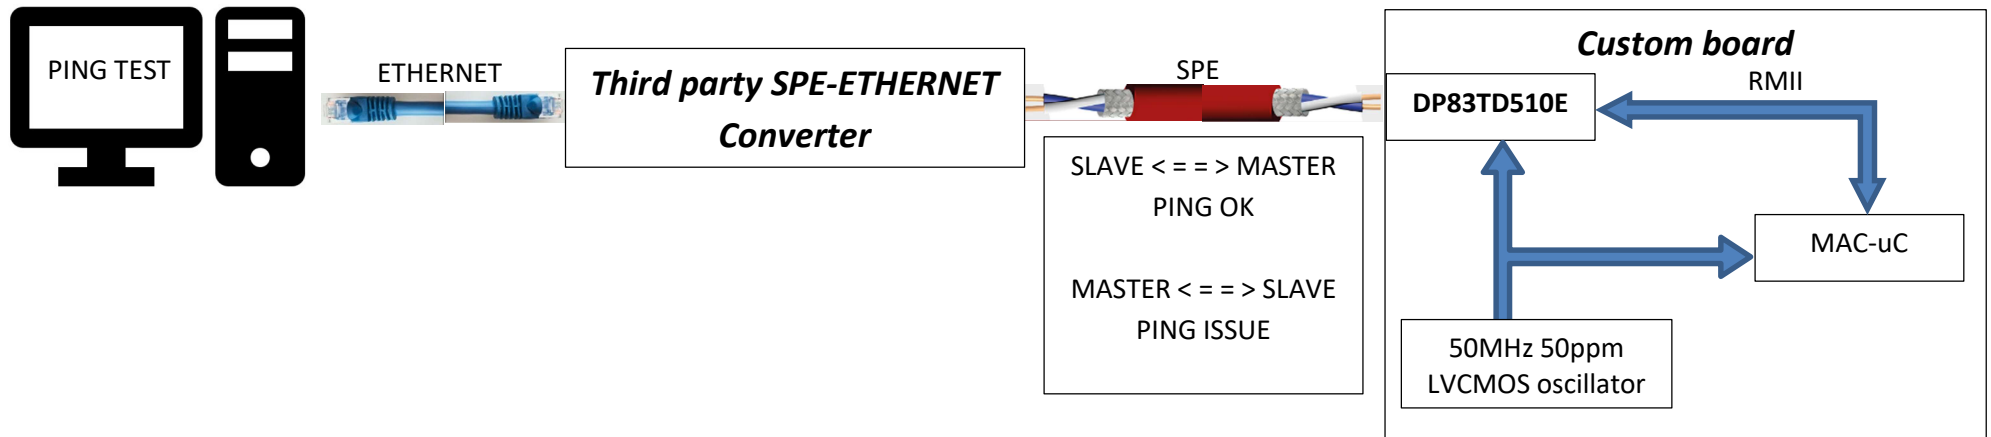 PING TEST
ETHERNET
Third party SPE-ETHERNET
Converter
SPE
SLAVE < = = > MASTER
PING OK
MASTER < = = > SLAVE
PING ISSUE
Custom board
DP83TD510E
RMII
MAC-uC
50MHz 50ppm
LVCMOS oscillator